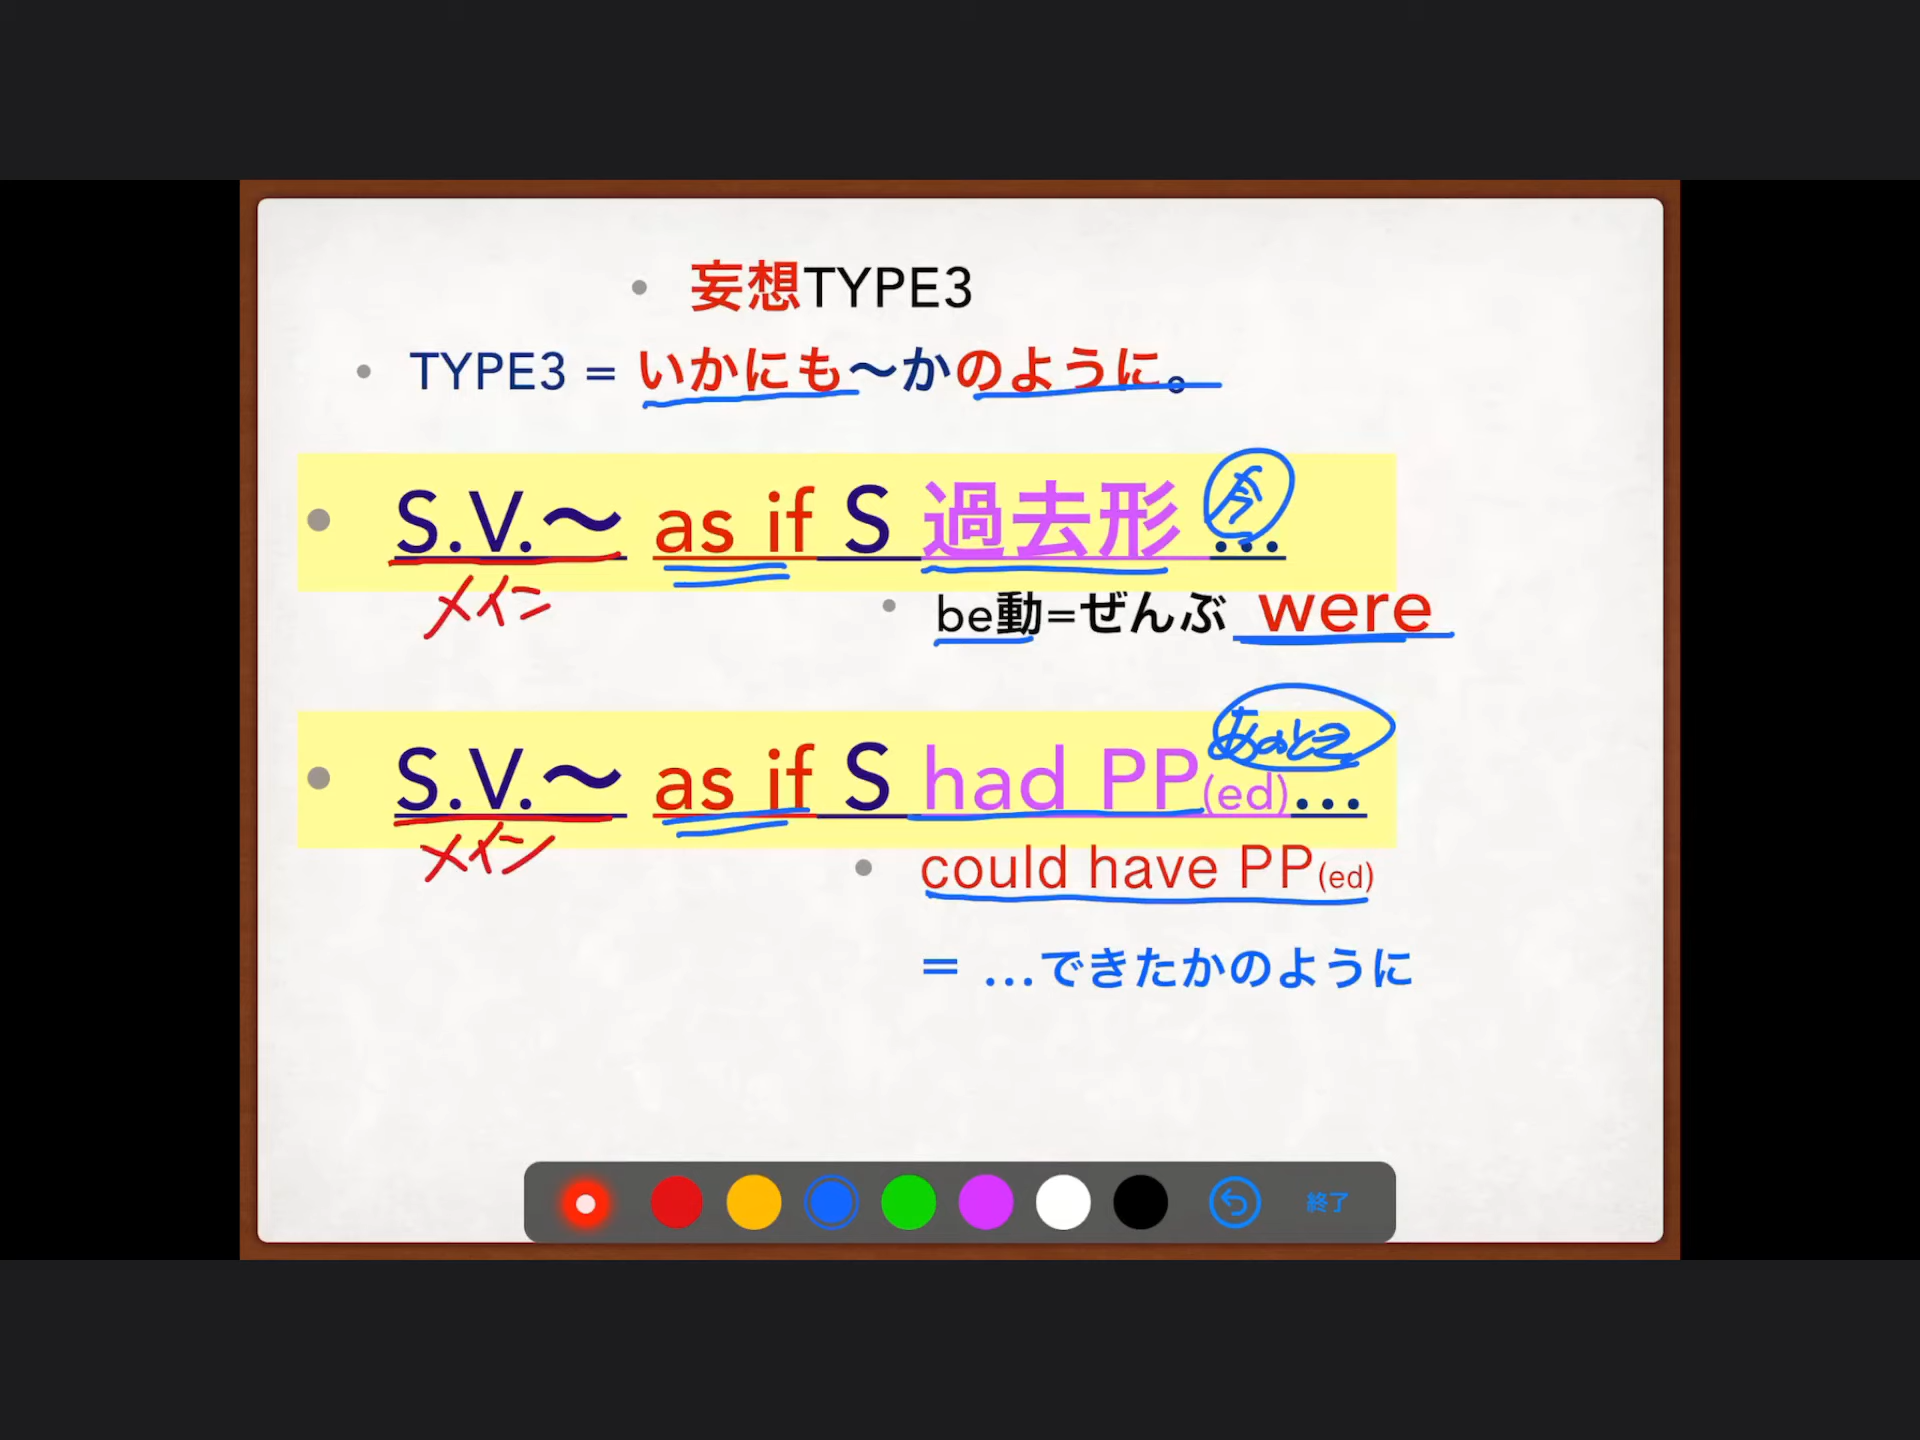 妄想TYPE3
TYPE3 = いかにも〜かのように。
S.V.〜 as if S 過去形 ...
今
メイン
be動=ぜんぶ were
S.V.〜 as if S had PP(ed)...
あのとき
メイン
could have PP(ed)
= ...できたかのように
終了